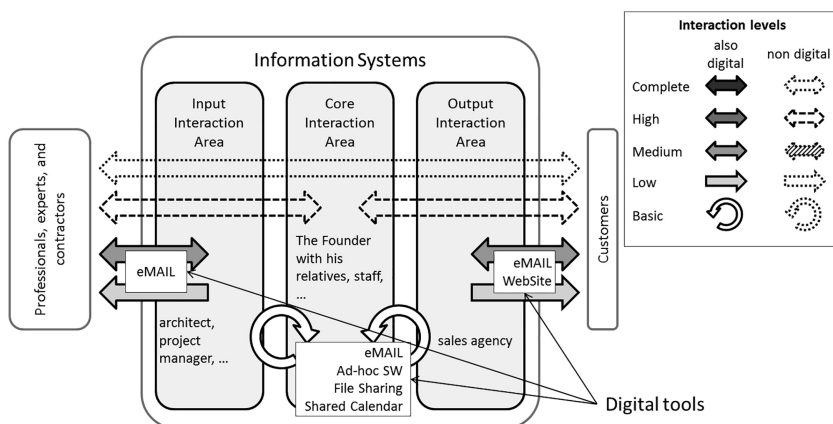 Information Systems
Input
Interaction
Area
Core
Interaction
Area
Output
Interaction
Area
Professionals, experts, and
contractors
eMAIL
architect,
project
manager, ...
The Founder
with his
relatives, staff,
...
eMAIL
Ad-hoc SW
File Sharing
Shared Calendar
eMAIL
WebSite
sales agency
Customers
Digital tools
Interaction levels
also
digital
non digital
Complete
High
Medium
Low
Basic